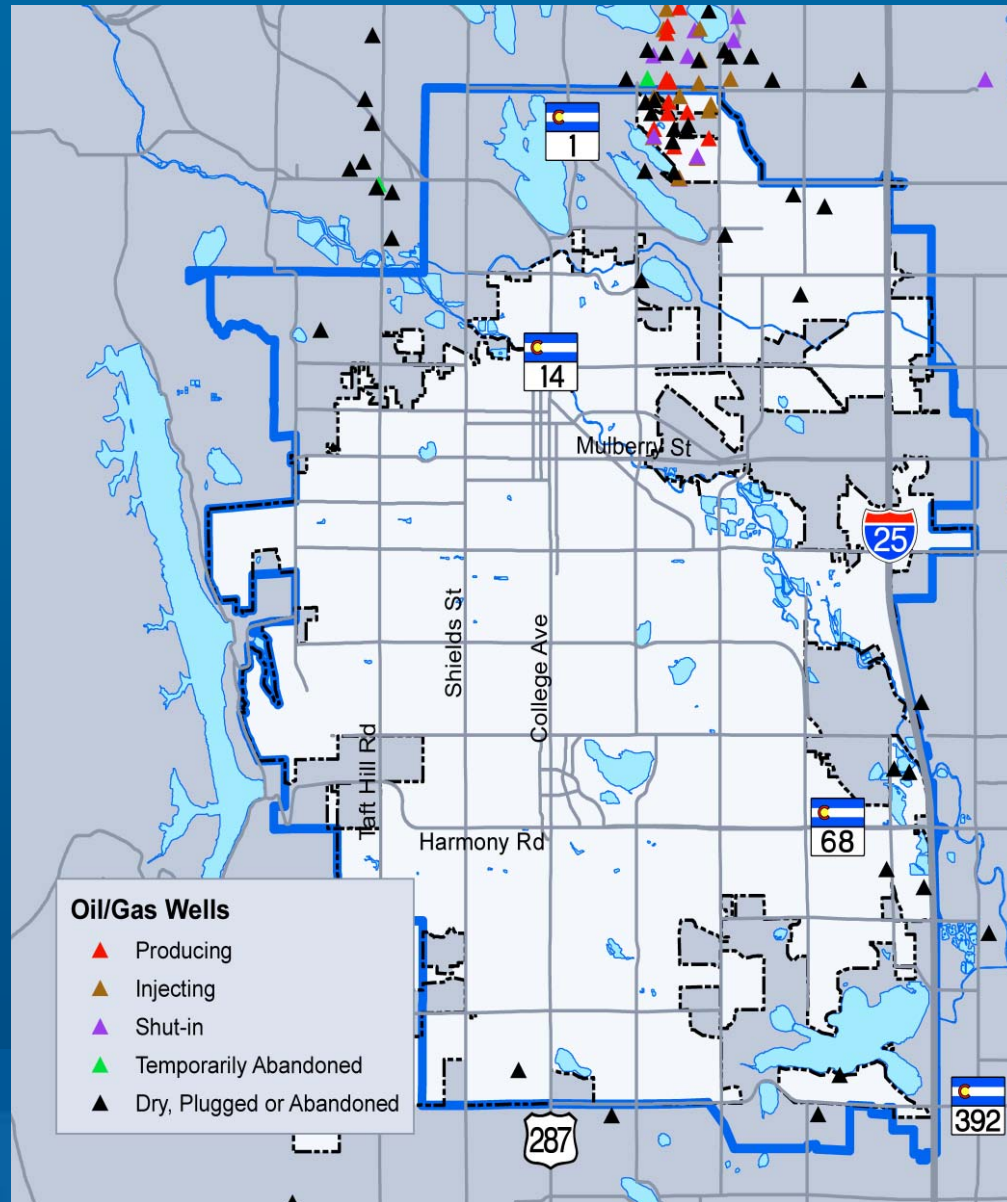 1
14
Mulberry St
25
Shields St
College Ave
Taft Hill Rd
68
Harmony Rd
Oil/Gas Wells
Producing
Injecting
Shut-in
Temporarily Abandoned
Dry, Plugged or Abandoned
392
287